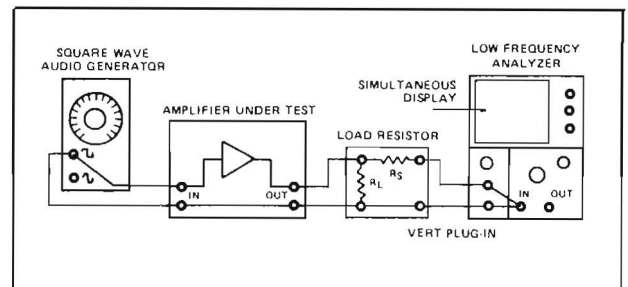 SQUARE WAVE
AUDIO GENERATOR
LOW FREQUENCY
ANALYZER
SIMULTANEOUS
DISPLAY
AMPLIFIER UNDER TEST
LOAD RESISTOR
RS
RL
IN
OUT
IN
OUT
VERT PLUG-IN